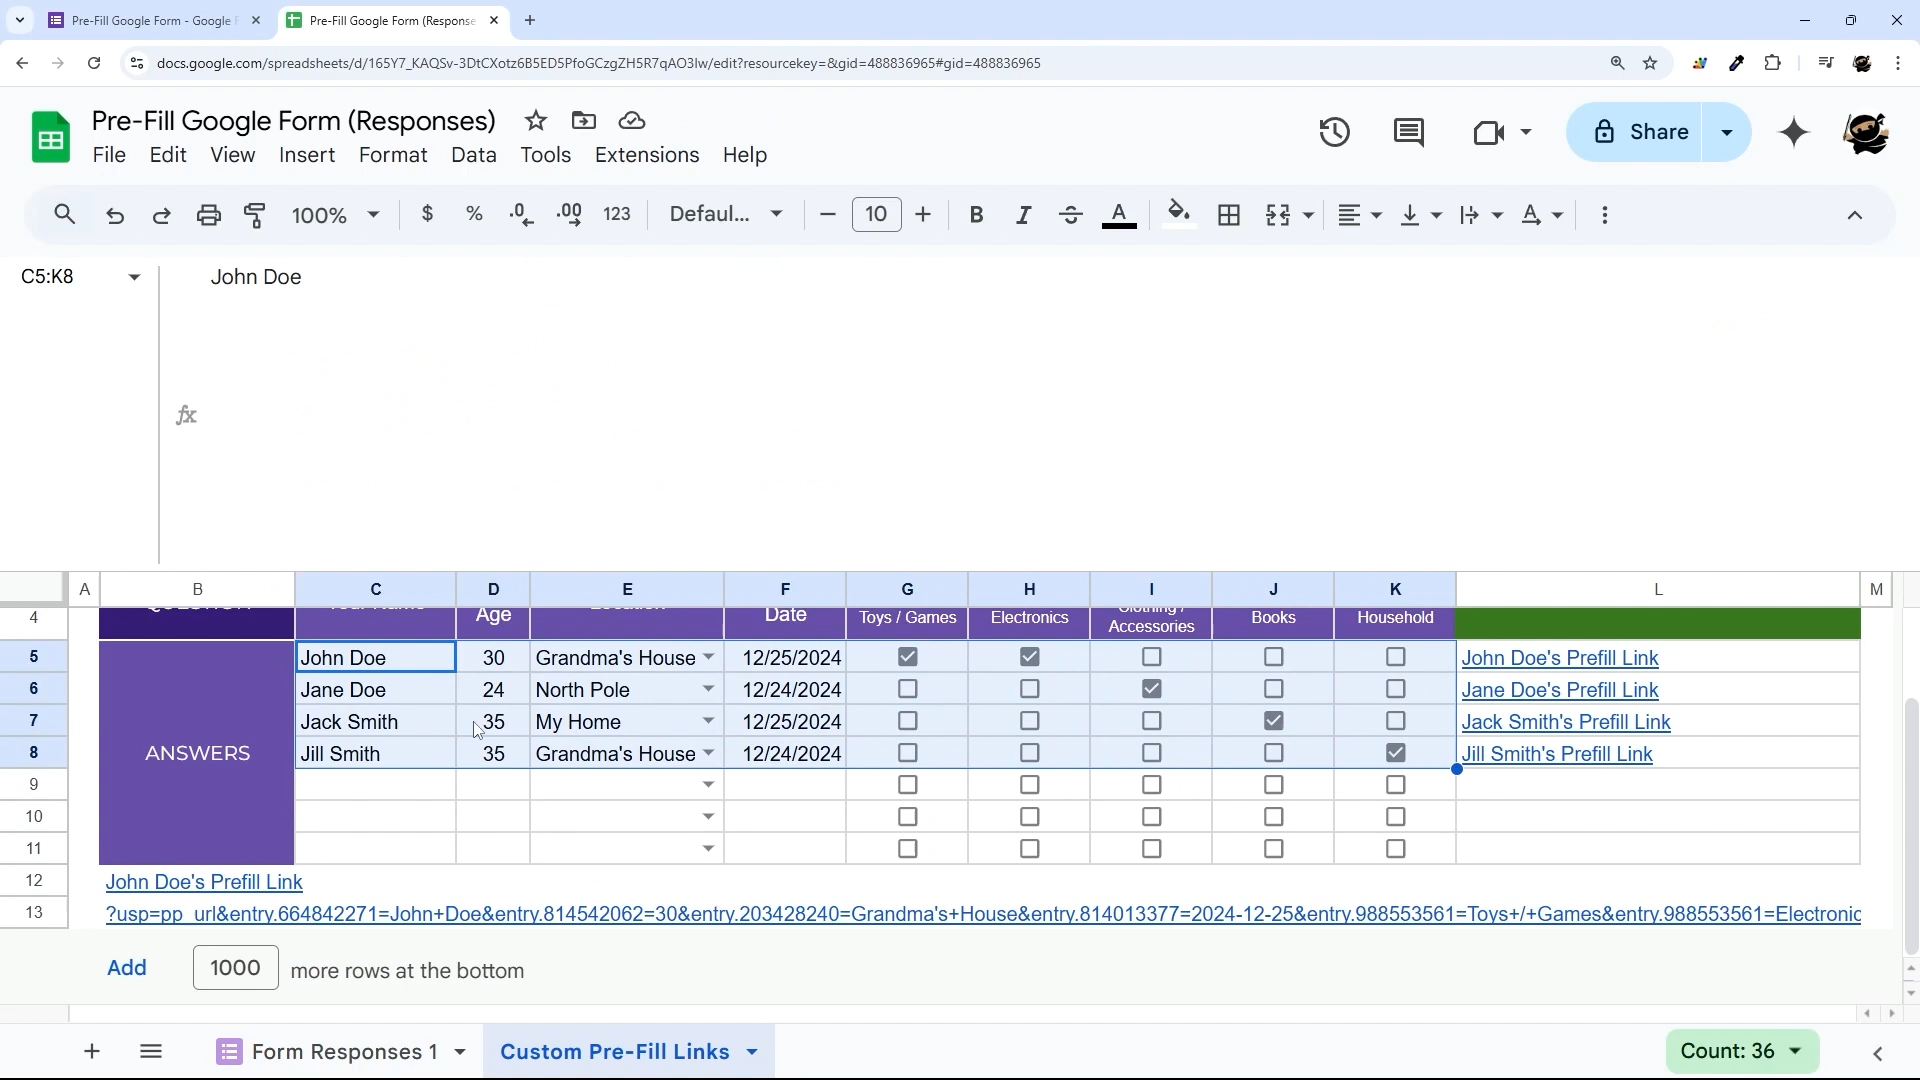 Pre-Fill Google Form - Google F
Pre-Fill Google Form (Response
docs.google.com/spreadsheets/d/165Y7_KAQSv-3DtCXotz6B5ED5PfoGCzgZH5R7qAO3lw/edit?resourcekey=&gid=488836965#gid=488836965
Pre-Fill Google Form (Responses)
File Edit View Insert Format Data Tools Extensions Help
Share
100% $ % .0 .00 123 Defaul... 10 B I A
C5:K8 John Doe
fx
A B C D E F G H I J K L M
4 Age Date Toys / Games Electronics Clothing / Accessories Books Household
5 John Doe 30 Grandma's House 12/25/2024 John Doe's Prefill Link
6 Jane Doe 24 North Pole 12/24/2024 Jane Doe's Prefill Link
7 Jack Smith 35 My Home 12/25/2024 Jack Smith's Prefill Link
8 ANSWERS Jill Smith 35 Grandma's House 12/24/2024 Jill Smith's Prefill Link
9
10
11
12 John Doe's Prefill Link
13 ?usp=pp_url&entry.664842271=John+Doe&entry.814542062=30&entry.203428240=Grandma's+House&entry.814013377=2024-12-25&entry.988553561=Toys+/+Games&entry.988553561=Electronic
Add 1000 more rows at the bottom
Form Responses 1 Custom Pre-Fill Links Count: 36